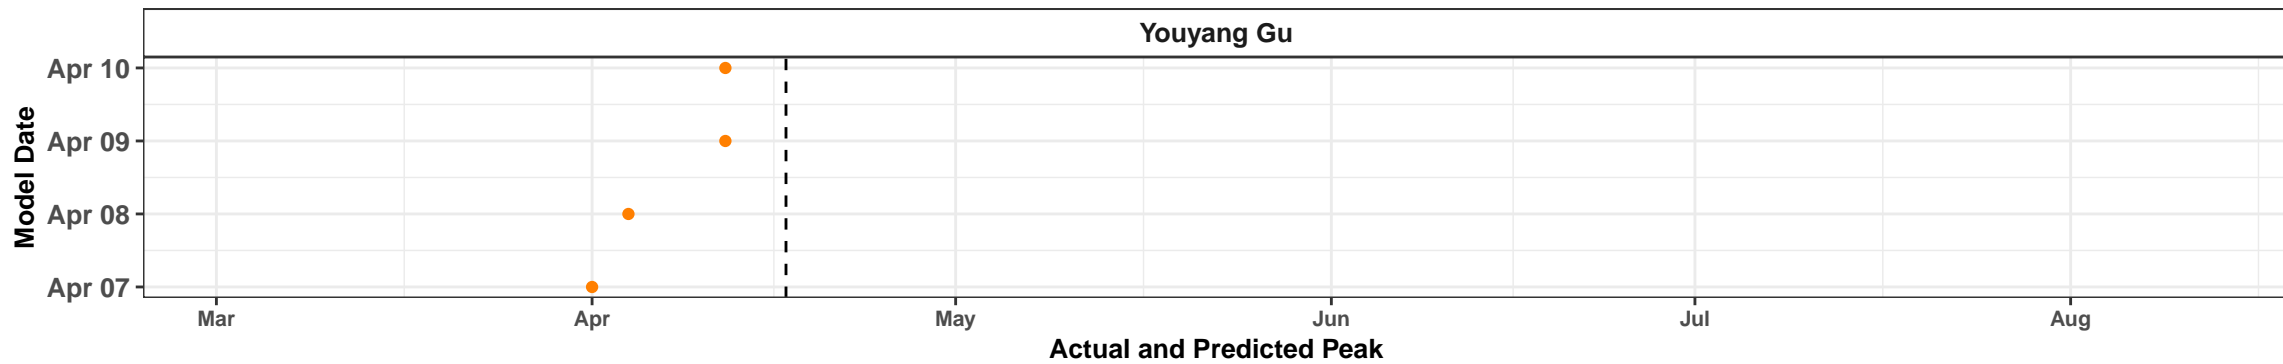 Youyang Gu
Apr 10
Apr 09
Apr 08
Apr 07
Model Date
Mar Apr May Jun Jul Aug
Actual and Predicted Peak